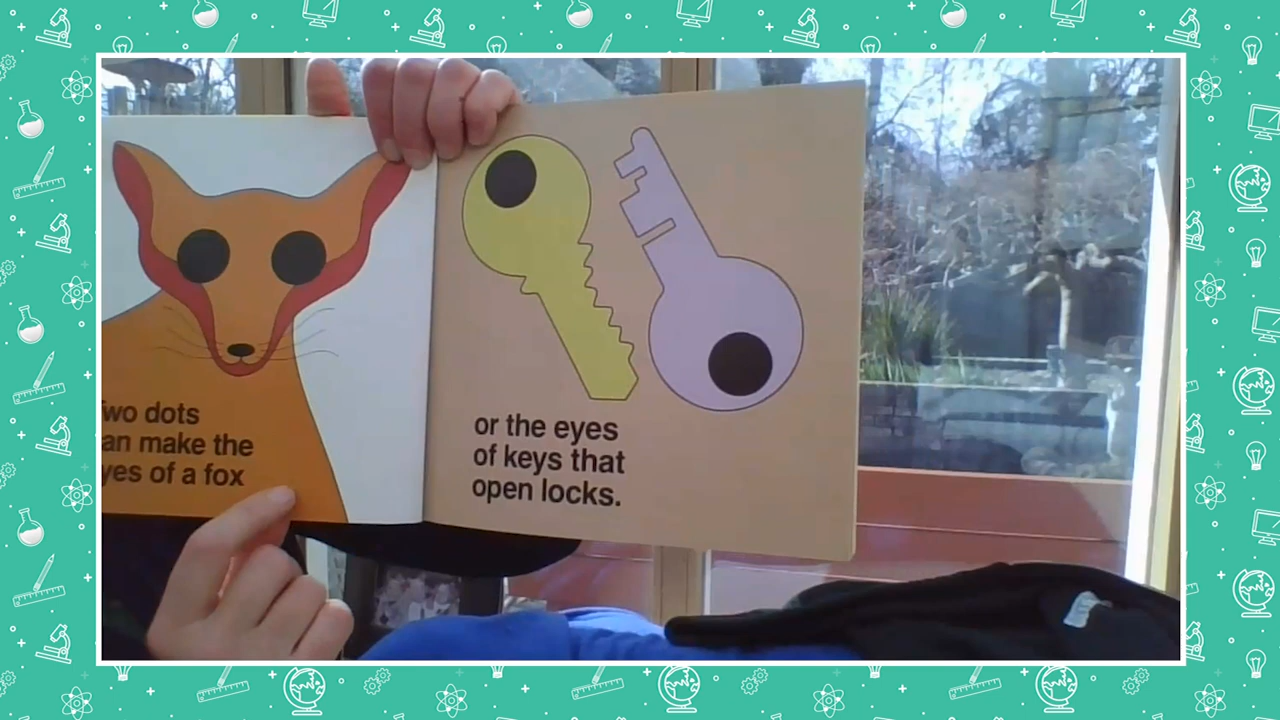 wo dots
an make the
yes of a fox
or the eyes
of keys that
open locks.